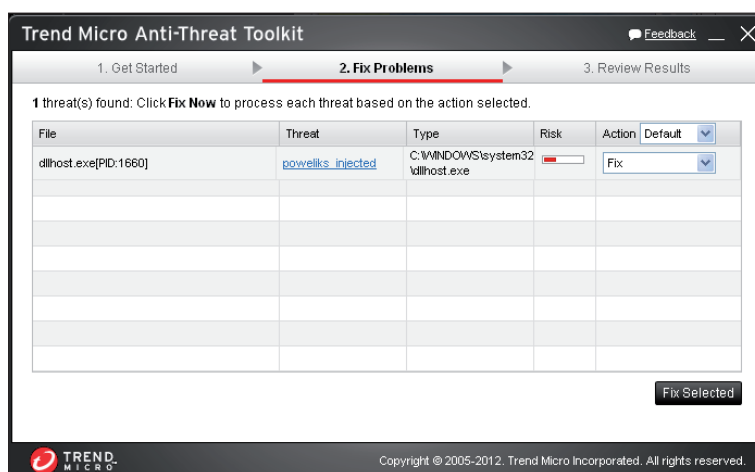 Trend Micro Anti-Threat Toolkit
Feedback
1. Get Started
2. Fix Problems
3. Review Results
1 threat(s) found: Click Fix Now to process each threat based on the action selected.
File Threat Type Risk Action Default
dllhost.exe[PID:1660] poweliks_injected C:\WINDOWS\system32
\dllhost.exe
Fix
Fix Selected
TREND
MICRO
Copyright © 2005-2012. Trend Micro Incorporated. All rights reserved.